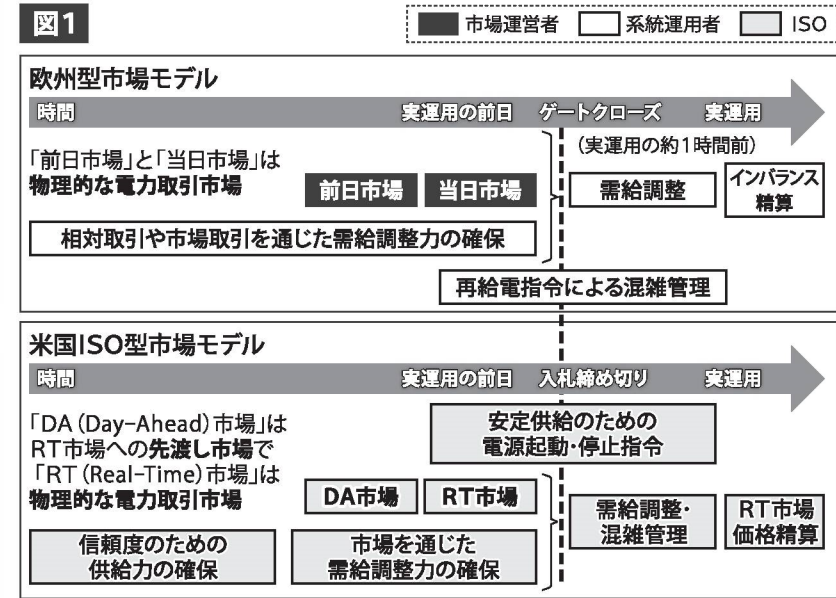 図1
市場運営者 系統運用者 ISO
欧州型市場モデル
時間 実運用の前日 ゲートクローズ 実運用
(実運用の約1時間前)
「前日市場」と「当日市場」は
物理的な電力取引市場
前日市場 当日市場
需給調整
インバランス
精算
相対取引や市場取引を通じた需給調整力の確保
再給電指令による混雑管理
米国ISO型市場モデル
時間 実運用の前日 入札締め切り 実運用
「DA(Day-Ahead)市場」は
RT市場への先渡し市場で
「RT(Real-Time)市場」は
物理的な電力取引市場
安定供給のための
電源起動・停止指令
DA市場 RT市場
需給調整・
混雑管理
RT市場
価格精算
信頼度のための
供給力の確保
市場を通じた
需給調整力の確保